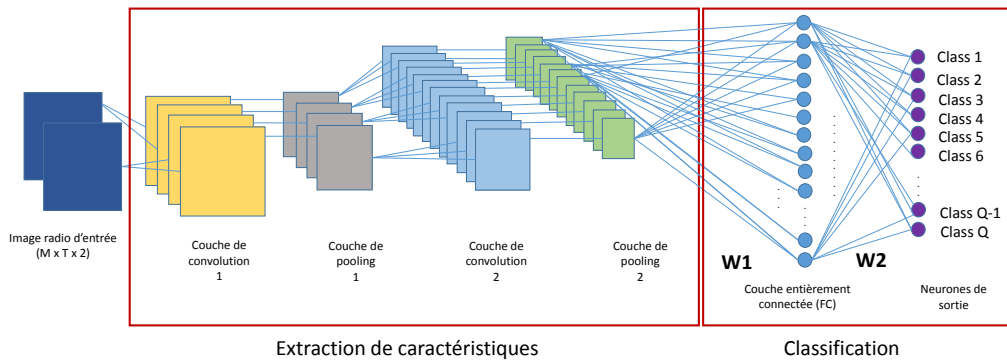 Image radio d'entrée
(M x T x 2)
Couche de
convolution
1
Couche de
pooling
1
Couche de
convolution
2
Couche de
pooling
2
Extraction de caractéristiques
W1
W2
Couche entièrement
connectée (FC)
Class 1
Class 2
Class 3
Class 4
Class 5
Class 6
Class Q-1
Class Q
Neurones de
sortie
Classification